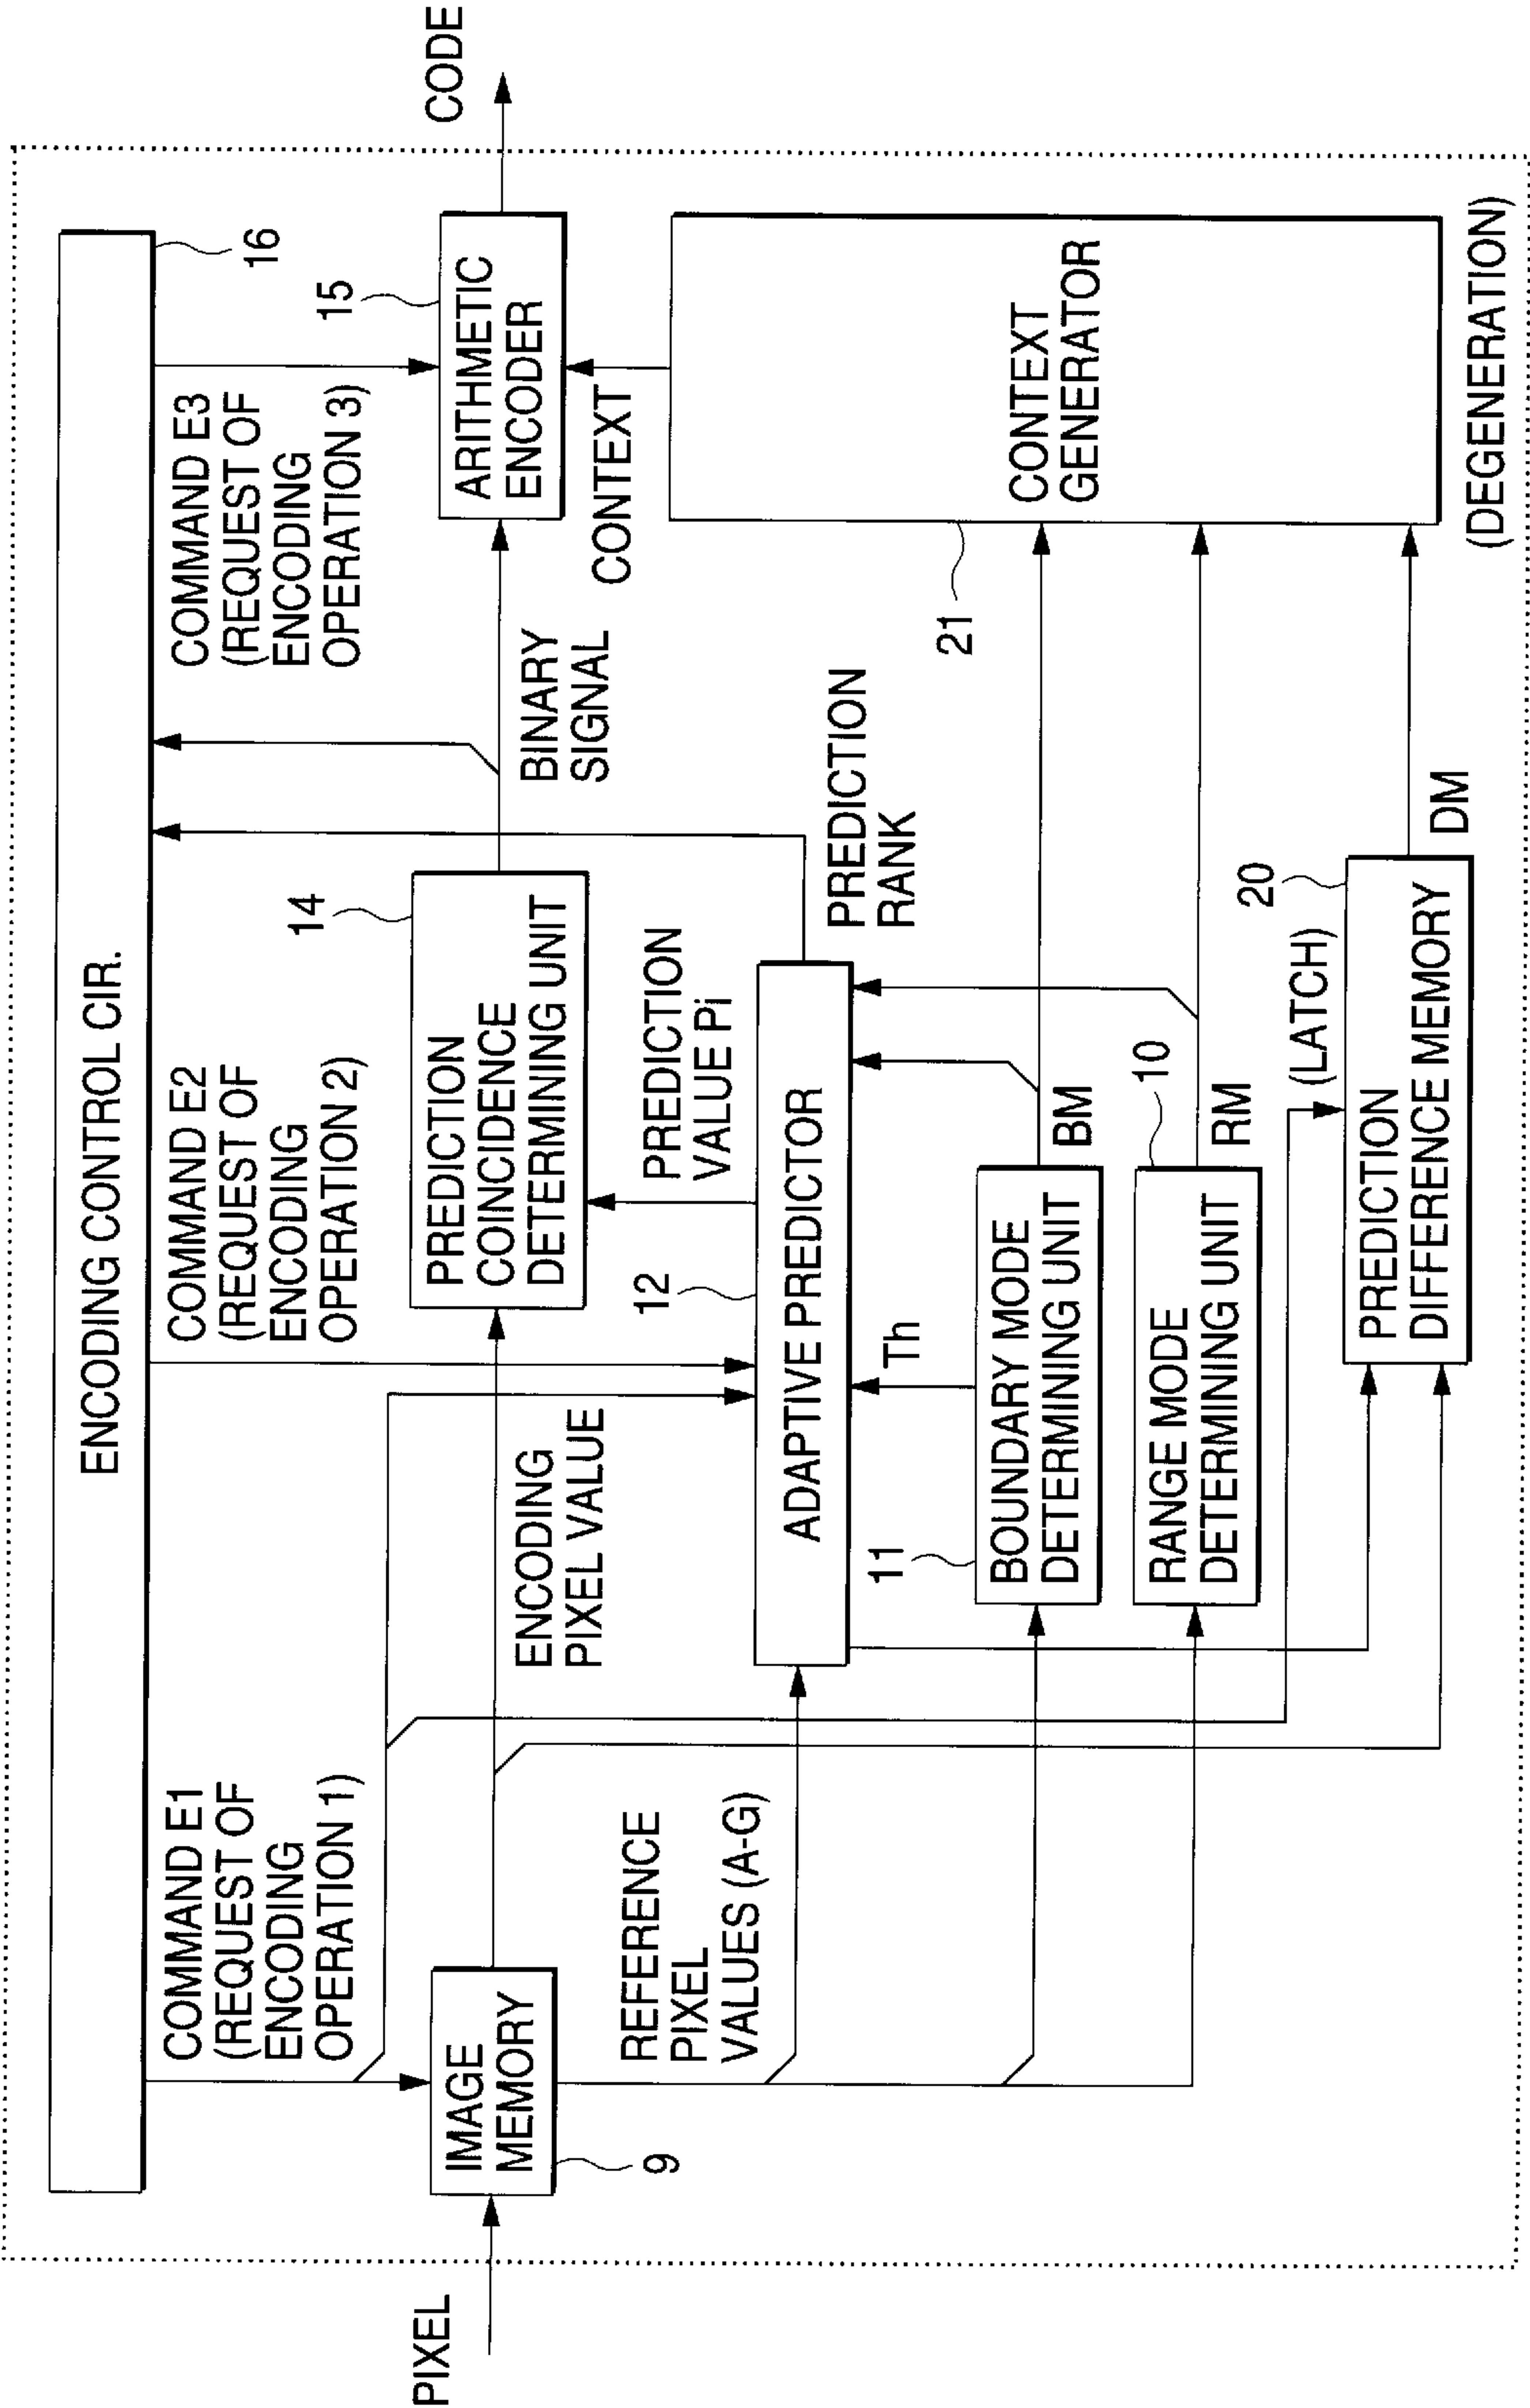 ENCODING CONTROL CIR.
16
COMMAND E1
(REQUEST OF
ENCODING
OPERATION 1)
COMMAND E2
(REQUEST OF
ENCODING
OPERATION 2)
COMMAND E3
(REQUEST OF
ENCODING
OPERATION 3)
PIXEL
IMAGE
MEMORY
9
ENCODING
PIXEL VALUE
14
PREDICTION
COINCIDENCE
DETERMINING UNIT
BINARY
SIGNAL
15
ARITHMETIC
ENCODER
CODE
CONTEXT
REFERENCE
PIXEL
VALUES (A-G)
12
PREDICTION
VALUE Pi
ADAPTIVE PREDICTOR
PREDICTION
RANK
Th
11
BOUNDARY MODE
DETERMINING UNIT
BM
10
RANGE MODE
DETERMINING UNIT
RM
21
CONTEXT
GENERATOR
(LATCH)
20
PREDICTION
DIFFERENCE MEMORY
DM
(DEGENERATION)